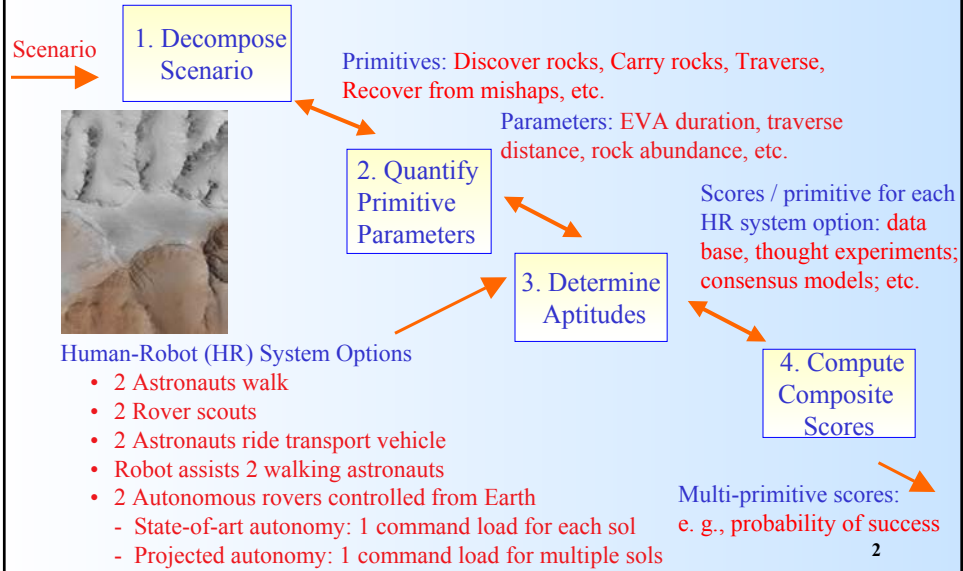 Scenario
1. Decompose
Scenario
Primitives: Discover rocks, Carry rocks, Traverse,
Recover from mishaps, etc.
Parameters: EVA duration, traverse
distance, rock abundance, etc.
2. Quantify
Primitive
Parameters
Scores / primitive for each
HR system option: data
base, thought experiments;
consensus models; etc.
3. Determine
Aptitudes
Human-Robot (HR) System Options
• 2 Astronauts walk
• 2 Rover scouts
• 2 Astronauts ride transport vehicle
• Robot assists 2 walking astronauts
• 2 Autonomous rovers controlled from Earth
- State-of-art autonomy: 1 command load for each sol
- Projected autonomy: 1 command load for multiple sols
4. Compute
Composite
Scores
Multi-primitive scores:
e. g., probability of success
2